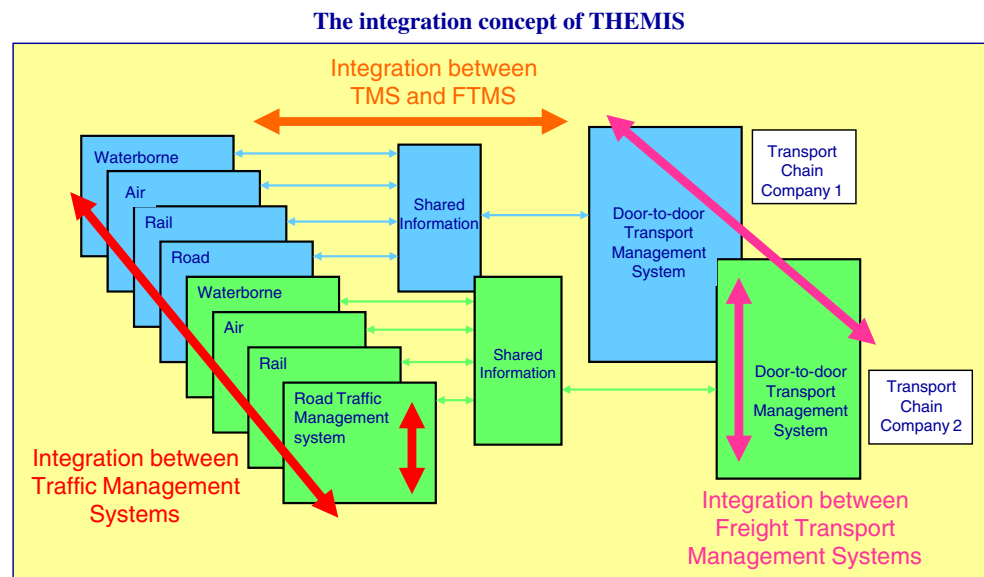 The integration concept of THEMIS
Integration between
TMS and FTMS
Waterborne
Air
Rail
Road
Waterborne
Air
Rail
Road Traffic
Management
system
Shared
Information
Shared
Information
Door-to-door
Transport
Management
System
Door-to-door
Transport
Management
System
Transport
Chain
Company 1
Transport
Chain
Company 2
Integration between
Traffic Management
Systems
Integration between
Freight Transport
Management Systems